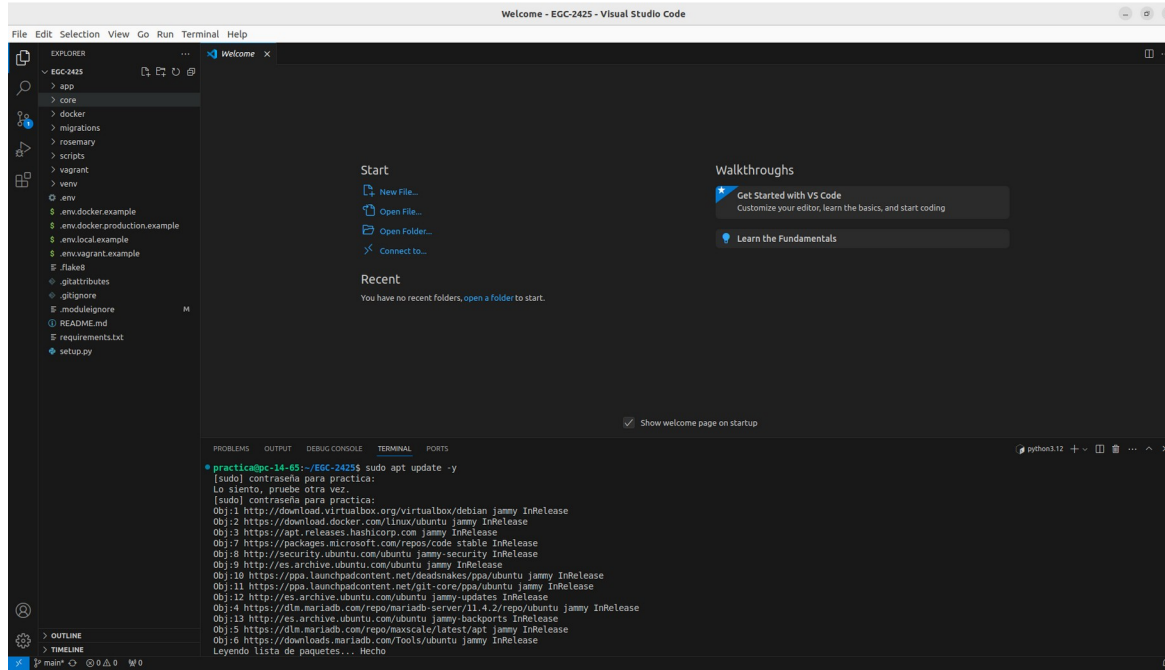 Welcome - EGC-2425 - Visual Studio Code
File Edit Selection View Go Run Terminal Help
EXPLORER
Welcome
EGC-2425
app
core
docker
migrations
rosemary
scripts
vagrant
venv
.env
.env.docker.example
.env.docker.production.example
.env.local.example
.env.vagrant.example
.flake8
.gitattributes
.gitignore
.moduleignore M
README.md
requirements.txt
setup.py
OUTLINE
TIMELINE
1
Start
New File...
Open File...
Open Folder...
Connect to...
Recent
You have no recent folders, open a folder to start.
Walkthroughs
Get Started with VS Code
Customize your editor, learn the basics, and start coding
Learn the Fundamentals
Show welcome page on startup
PROBLEMS OUTPUT DEBUG CONSOLE TERMINAL PORTS
python3.12
practica@pc-14-65:~/EGC-2425$ sudo apt update -y
[sudo] contraseña para practica:
Lo siento, pruebe otra vez.
[sudo] contraseña para practica:
Obj:1 http://download.virtualbox.org/virtualbox/debian jammy InRelease
Obj:2 https://download.docker.com/linux/ubuntu jammy InRelease
Obj:3 https://apt.releases.hashicorp.com jammy InRelease
Obj:7 https://packages.microsoft.com/repos/code stable InRelease
Obj:8 http://security.ubuntu.com/ubuntu jammy-security InRelease
Obj:9 http://es.archive.ubuntu.com/ubuntu jammy InRelease
Obj:10 https://ppa.launchpadcontent.net/deadsnakes/ppa/ubuntu jammy InRelease
Obj:11 https://ppa.launchpadcontent.net/git-core/ppa/ubuntu jammy InRelease
Obj:12 http://es.archive.ubuntu.com/ubuntu jammy-updates InRelease
Obj:4 https://dlm.mariadb.com/repo/mariadb-server/11.4.2/repo/ubuntu jammy InRelease
Obj:13 http://es.archive.ubuntu.com/ubuntu jammy-backports InRelease
Obj:5 https://dlm.mariadb.com/repo/maxscale/latest/apt jammy InRelease
Obj:6 https://downloads.mariadb.com/Tools/ubuntu jammy InRelease
Leyendo lista de paquetes... Hecho
main* 0 0 0